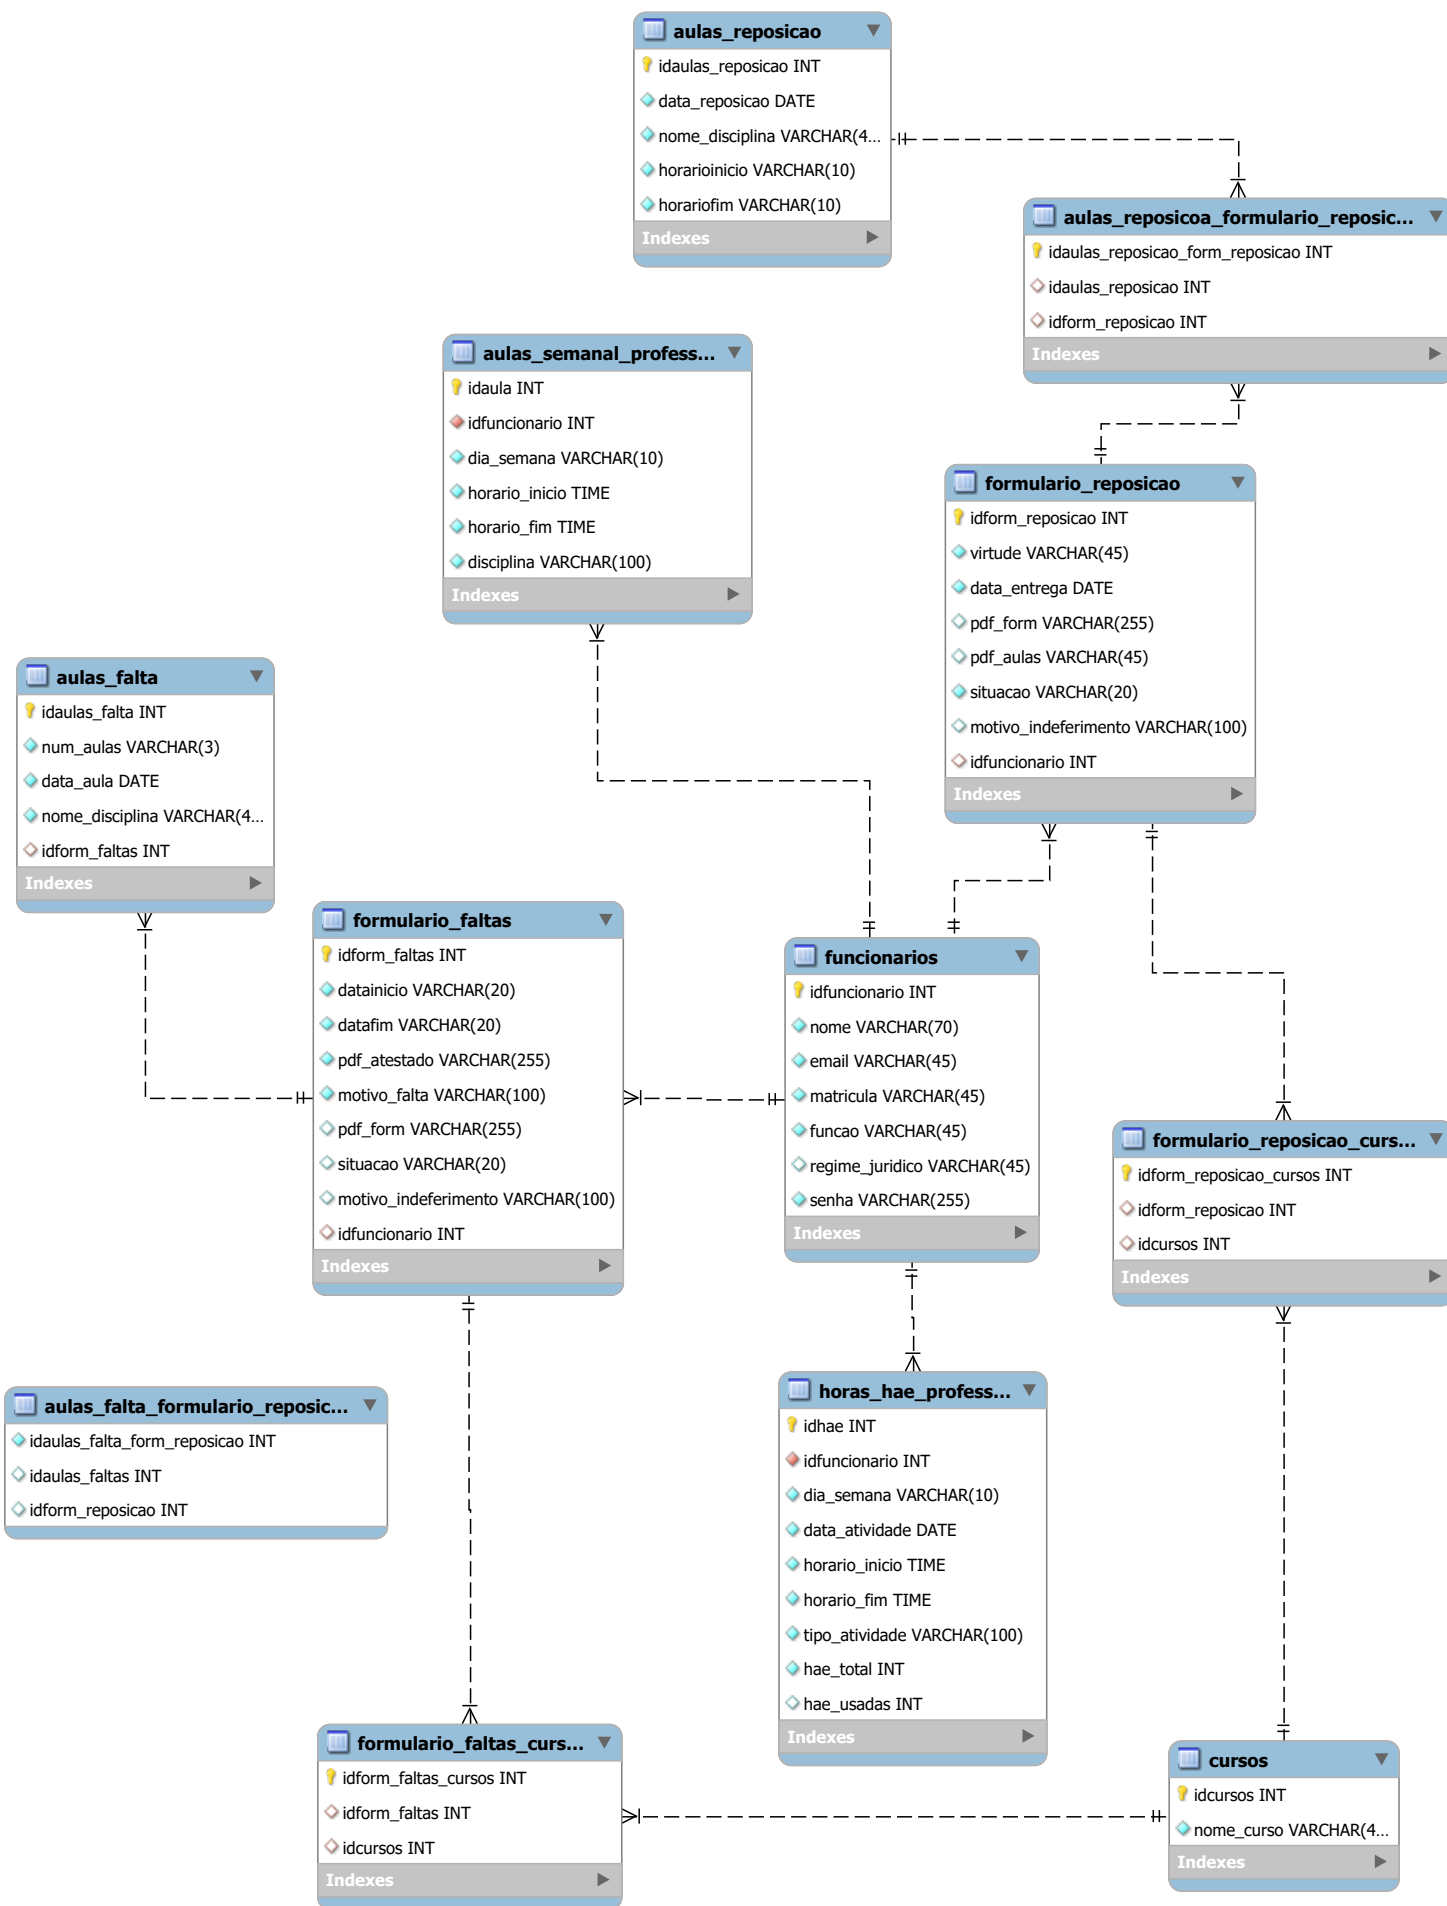 aulas_reposicao
idaulas_reposicao INT
data_reposicao DATE
nome_disciplina VARCHAR(4...
horarioinicio VARCHAR(10)
horariofim VARCHAR(10)
Indexes
aulas_reposicoa_formulario_reposic...
idaulas_reposicao_form_reposicao INT
idaulas_reposicao INT
idform_reposicao INT
Indexes
aulas_semanal_profess...
idaula INT
idfuncionario INT
dia_semana VARCHAR(10)
horario_inicio TIME
horario_fim TIME
disciplina VARCHAR(100)
Indexes
formulario_reposicao
idform_reposicao INT
virtude VARCHAR(45)
data_entrega DATE
pdf_form VARCHAR(255)
pdf_aulas VARCHAR(45)
situacao VARCHAR(20)
motivo_indeferimento VARCHAR(100)
idfuncionario INT
Indexes
aulas_falta
idaulas_falta INT
num_aulas VARCHAR(3)
data_aula DATE
nome_disciplina VARCHAR(4...
idform_faltas INT
Indexes
formulario_faltas
idform_faltas INT
datainicio VARCHAR(20)
datafim VARCHAR(20)
pdf_atestado VARCHAR(255)
motivo_falta VARCHAR(100)
pdf_form VARCHAR(255)
situacao VARCHAR(20)
motivo_indeferimento VARCHAR(100)
idfuncionario INT
Indexes
funcionarios
idfuncionario INT
nome VARCHAR(70)
email VARCHAR(45)
matricula VARCHAR(45)
funcao VARCHAR(45)
regime_juridico VARCHAR(45)
senha VARCHAR(255)
Indexes
formulario_reposicao_curs...
idform_reposicao_cursos INT
idform_reposicao INT
idcursos INT
Indexes
aulas_falta_formulario_reposic...
idaulas_falta_form_reposicao INT
idaulas_faltas INT
idform_reposicao INT
horas_hae_profess...
idhae INT
idfuncionario INT
dia_semana VARCHAR(10)
data_atividade DATE
horario_inicio TIME
horario_fim TIME
tipo_atividade VARCHAR(100)
hae_total INT
hae_usadas INT
Indexes
formulario_faltas_curs...
idform_faltas_cursos INT
idform_faltas INT
idcursos INT
Indexes
cursos
idcursos INT
nome_curso VARCHAR(4...
Indexes